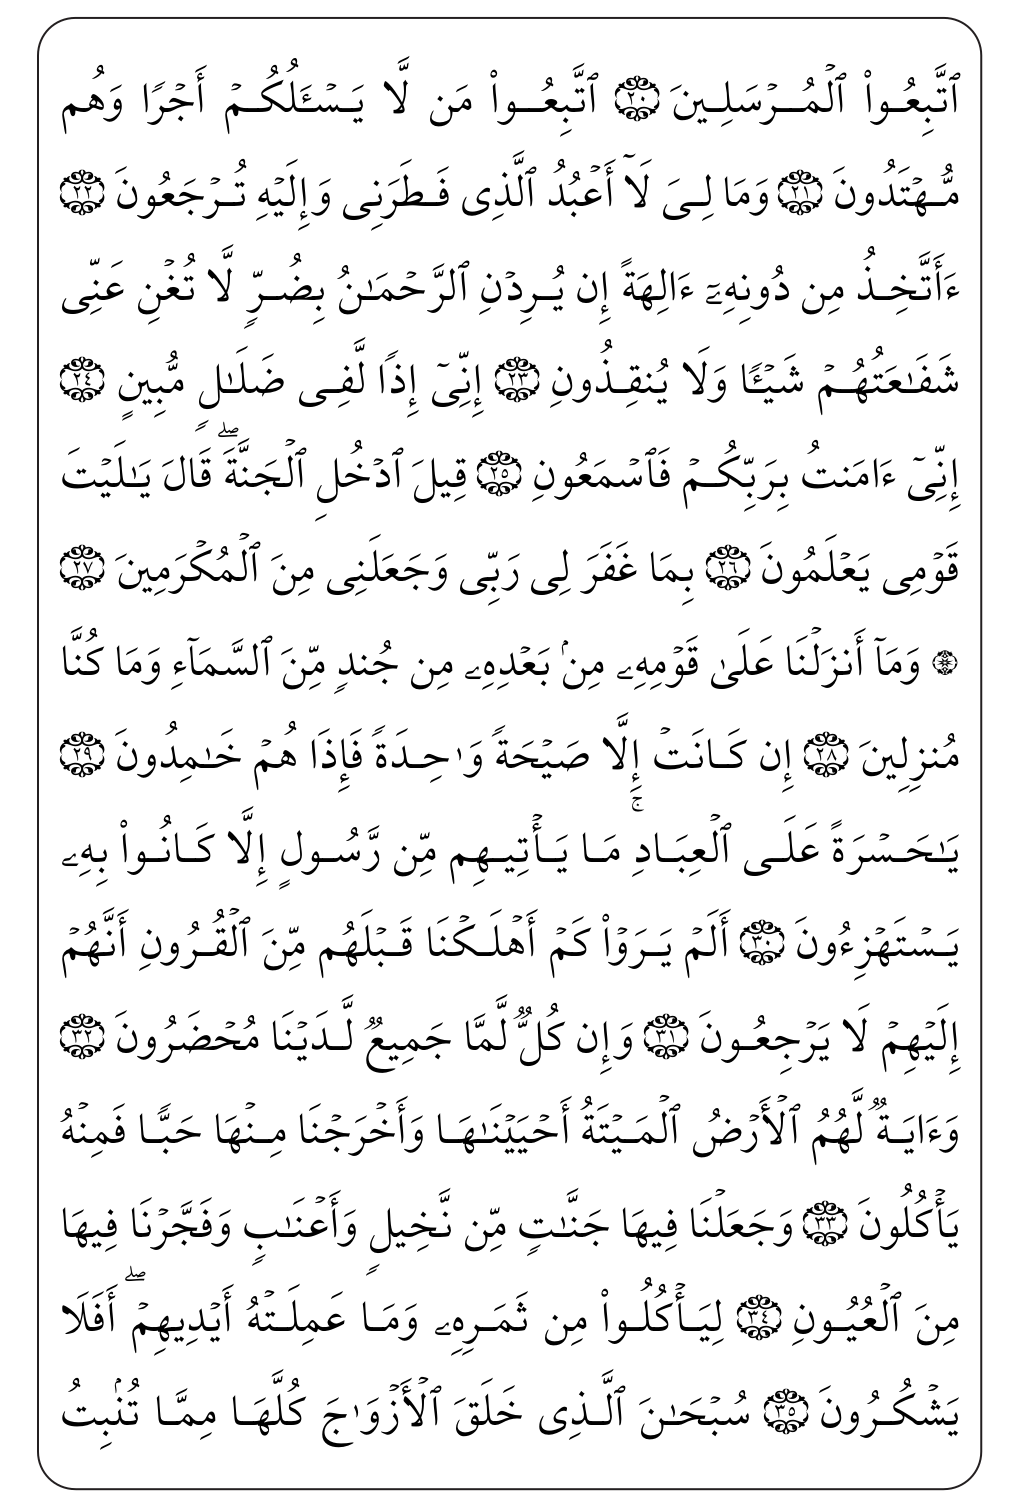 ٱتَّبِعُوا۟ ٱلْمُرْسَلِينَ ۝٢٠ ٱتَّبِعُوا۟ مَن لَّا يَسْـَٔلُكُمْ أَجْرًا وَهُم
مُّهْتَدُونَ ۝٢١ وَمَا لِىَ لَآ أَعْبُدُ ٱلَّذِى فَطَرَنِى وَإِلَيْهِ تُرْجَعُونَ ۝٢٢
ءَأَتَّخِذُ مِن دُونِهِۦٓ ءَالِهَةً إِن يُرِدْنِ ٱلرَّحْمَـٰنُ بِضُرٍّ لَّا تُغْنِ عَنِّى
شَفَـٰعَتُهُمْ شَيْـًٔا وَلَا يُنقِذُونِ ۝٢٣ إِنِّىٓ إِذًا لَّفِى ضَلَـٰلٍ مُّبِينٍ ۝٢٤
إِنِّىٓ ءَامَنتُ بِرَبِّكُمْ فَٱسْمَعُونِ ۝٢٥ قِيلَ ٱدْخُلِ ٱلْجَنَّةَ ۖ قَالَ يَـٰلَيْتَ
قَوْمِى يَعْلَمُونَ ۝٢٦ بِمَا غَفَرَ لِى رَبِّى وَجَعَلَنِى مِنَ ٱلْمُكْرَمِينَ ۝٢٧
۞ وَمَآ أَنزَلْنَا عَلَىٰ قَوْمِهِۦ مِنۢ بَعْدِهِۦ مِن جُندٍ مِّنَ ٱلسَّمَآءِ وَمَا كُنَّا
مُنزِلِينَ ۝٢٨ إِن كَانَتْ إِلَّا صَيْحَةً وَٰحِدَةً فَإِذَا هُمْ خَـٰمِدُونَ ۝٢٩
يَـٰحَسْرَةً عَلَى ٱلْعِبَادِ ۚ مَا يَأْتِيهِم مِّن رَّسُولٍ إِلَّا كَانُوا۟ بِهِۦ
يَسْتَهْزِءُونَ ۝٣٠ أَلَمْ يَرَوْا۟ كَمْ أَهْلَكْنَا قَبْلَهُم مِّنَ ٱلْقُرُونِ أَنَّهُمْ
إِلَيْهِمْ لَا يَرْجِعُونَ ۝٣١ وَإِن كُلٌّ لَّمَّا جَمِيعٌ لَّدَيْنَا مُحْضَرُونَ ۝٣٢
وَءَايَةٌ لَّهُمُ ٱلْأَرْضُ ٱلْمَيْتَةُ أَحْيَيْنَـٰهَا وَأَخْرَجْنَا مِنْهَا حَبًّا فَمِنْهُ
يَأْكُلُونَ ۝٣٣ وَجَعَلْنَا فِيهَا جَنَّـٰتٍ مِّن نَّخِيلٍ وَأَعْنَـٰبٍ وَفَجَّرْنَا فِيهَا
مِنَ ٱلْعُيُونِ ۝٣٤ لِيَأْكُلُوا۟ مِن ثَمَرِهِۦ وَمَا عَمِلَتْهُ أَيْدِيهِمْ ۖ أَفَلَا
يَشْكُرُونَ ۝٣٥ سُبْحَـٰنَ ٱلَّذِى خَلَقَ ٱلْأَزْوَٰجَ كُلَّهَا مِمَّا تُنۢبِتُ